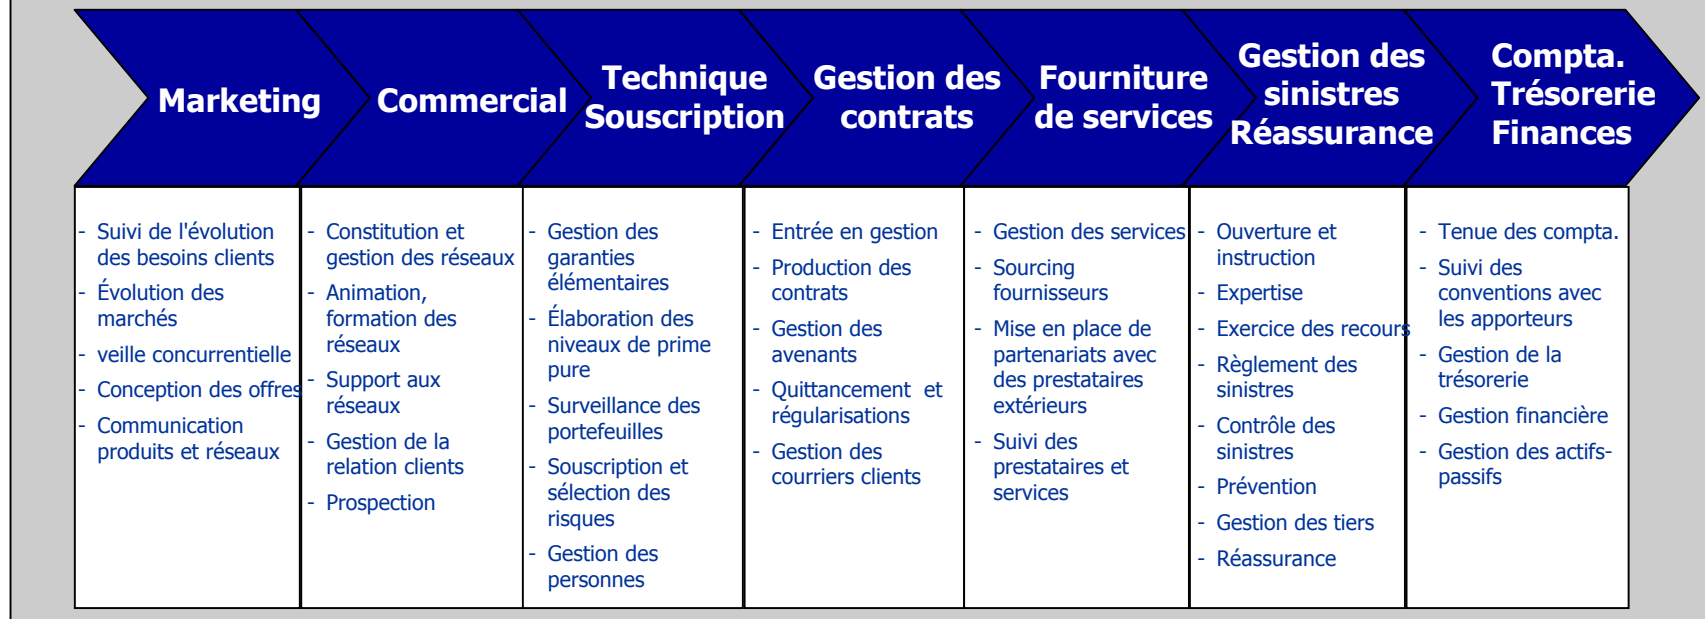 Marketing
Commercial
Technique
Souscription
Gestion des
contrats
Fourniture
de services
Gestion des
sinistres
Réassurance
Compta.
Trésorerie
Finances
- Suivi de l'évolution
des besoins clients
- Évolution des
marchés
- veille concurrentielle
- Conception des offres
- Communication
produits et réseaux
- Constitution et
gestion des réseaux
- Animation,
formation des
réseaux
- Support aux
réseaux
- Gestion de la
relation clients
- Prospection
- Gestion des
garanties
élémentaires
- Élaboration des
niveaux de prime
pure
- Surveillance des
portefeuilles
- Souscription et
sélection des
risques
- Gestion des
personnes
- Entrée en gestion
- Production des
contrats
- Gestion des
avenants
- Quittancement et
régularisations
- Gestion des
courriers clients
- Gestion des services
- Sourcing
fournisseurs
- Mise en place de
partenariats avec
des prestataires
extérieurs
- Suivi des
prestataires et
services
- Ouverture et
instruction
- Expertise
- Exercice des recours
- Règlement des
sinistres
- Contrôle des
sinistres
- Prévention
- Gestion des tiers
- Réassurance
- Tenue des compta.
- Suivi des
conventions avec
les apporteurs
- Gestion de la
trésorerie
- Gestion financière
- Gestion des actifs-
passifs